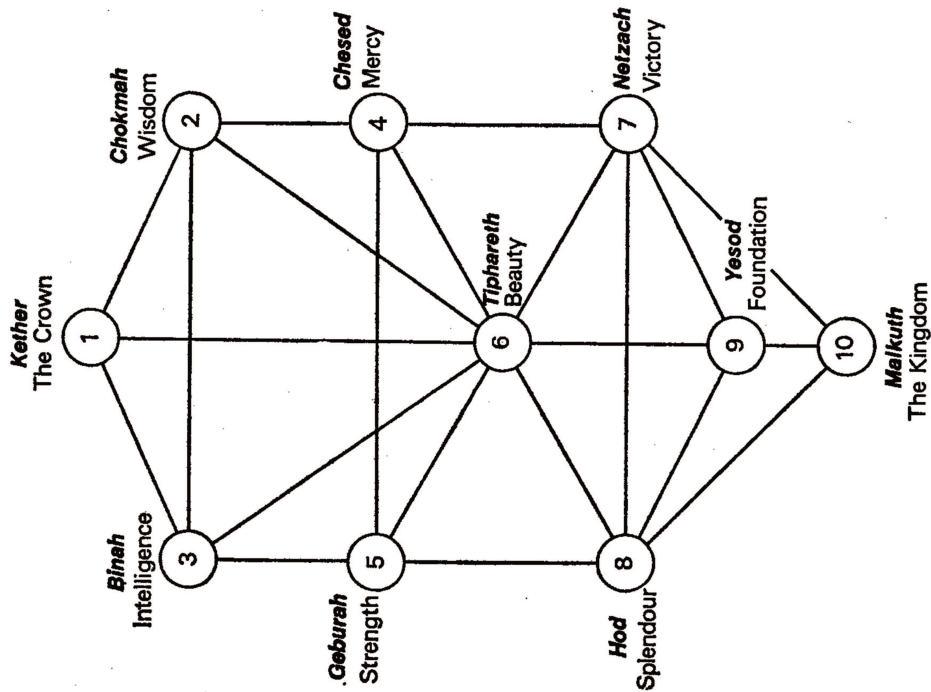 Kether
The Crown
1
Binah
Intelligence
3
Chokmah
Wisdom
2
Geburah
Strength
5
Chesed
Mercy
4
Tiphareth
Beauty
6
Hod
Splendour
8
Netzach
Victory
7
Yesod
Foundation
9
10
Malkuth
The Kingdom